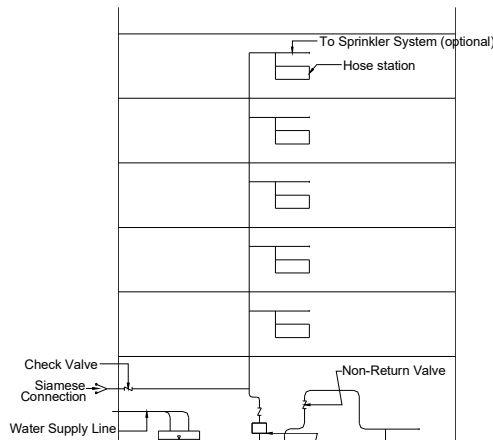 To Sprinkler System (optional)
Hose station
Check Valve
Siamese
Connection
Non-Return Valve
Water Supply Line